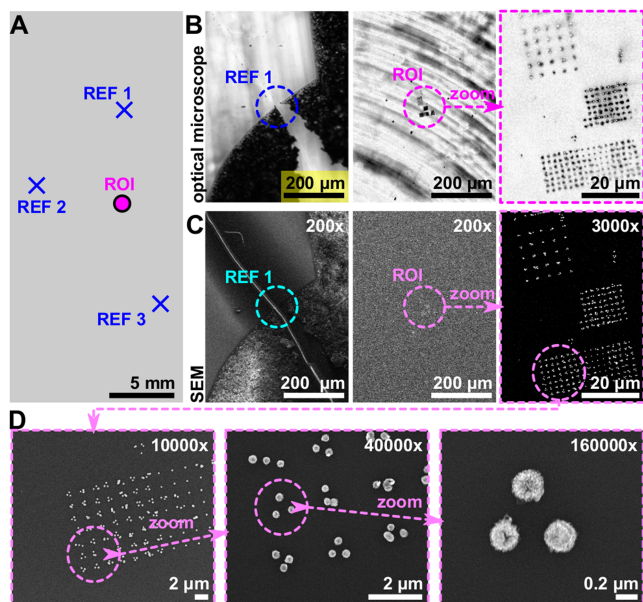 A
REF 1
REF 2
ROI
REF 3
5 mm
B
optical microscope
REF 1
200 µm
ROI
zoom
200 µm
20 µm
C
SEM
200x
REF 1
200 µm
200x
ROI
zoom
200 µm
3000x
20 µm
D
10000x
zoom
2 µm
40000x
zoom
2 µm
160000x
0.2 µm